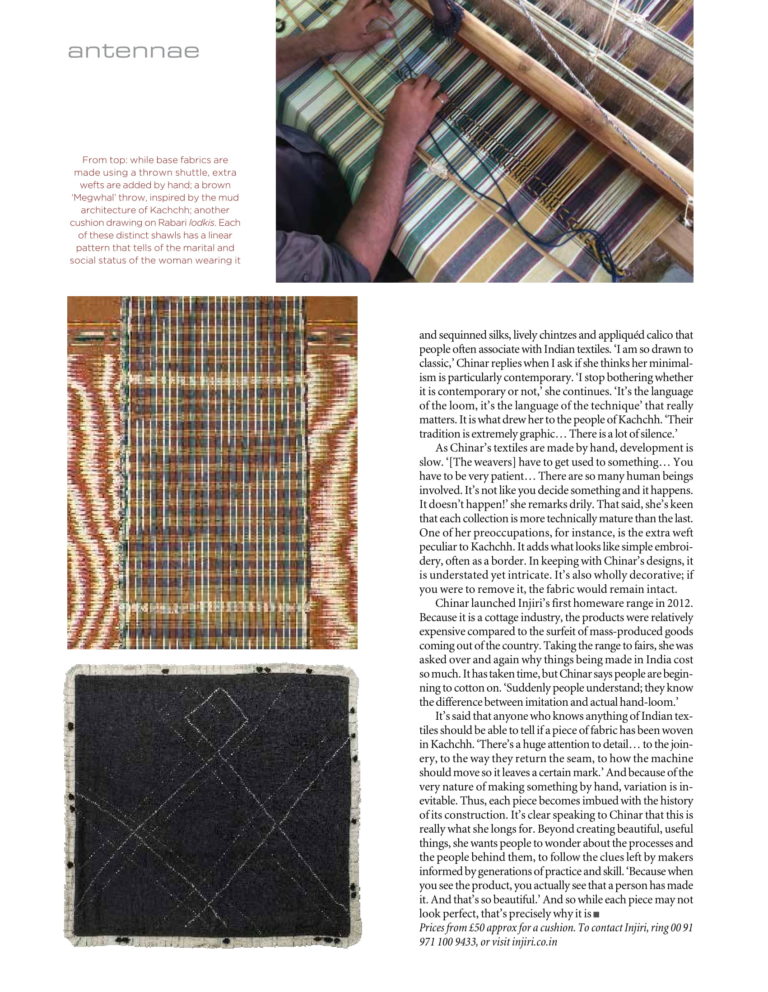 antennae
From top: while base fabrics are
made using a thrown shuttle, extra
wefts are added by hand; a brown
‘Megwhal’ throw, inspired by the mud
architecture of Kachchh; another
cushion drawing on Rabari lodkis. Each
of these distinct shawls has a linear
pattern that tells of the marital and
social status of the woman wearing it
and sequinned silks, lively chintzes and appliquéd calico that
people often associate with Indian textiles. ‘I am so drawn to
classic,’ Chinar replies when I ask if she thinks her minimal-
ism is particularly contemporary. ‘I stop bothering whether
it is contemporary or not,’ she continues. ‘It’s the language
of the loom, it’s the language of the technique’ that really
matters. It is what drew her to the people of Kachchh. ‘Their
tradition is extremely graphic… There is a lot of silence.’
As Chinar’s textiles are made by hand, development is
slow. ‘[The weavers] have to get used to something… You
have to be very patient… There are so many human beings
involved. It’s not like you decide something and it happens.
It doesn’t happen!’ she remarks drily. That said, she’s keen
that each collection is more technically mature than the last.
One of her preoccupations, for instance, is the extra weft
peculiar to Kachchh. It adds what looks like simple embroi-
dery, often as a border. In keeping with Chinar’s designs, it
is understated yet intricate. It’s also wholly decorative; if
you were to remove it, the fabric would remain intact.
Chinar launched Injiri’s first homeware range in 2012.
Because it is a cottage industry, the products were relatively
expensive compared to the surfeit of mass-produced goods
coming out of the country. Taking the range to fairs, she was
asked over and again why things being made in India cost
so much. It has taken time, but Chinar says people are begin-
ning to cotton on. ‘Suddenly people understand; they know
the difference between imitation and actual hand-loom.’
It’s said that anyone who knows anything of Indian tex-
tiles should be able to tell if a piece of fabric has been woven
in Kachchh. ‘There’s a huge attention to detail… to the join-
ery, to the way they return the seam, to how the machine
should move so it leaves a certain mark.’ And because of the
very nature of making something by hand, variation is in-
evitable. Thus, each piece becomes imbued with the history
of its construction. It’s clear speaking to Chinar that this is
really what she longs for. Beyond creating beautiful, useful
things, she wants people to wonder about the processes and
the people behind them, to follow the clues left by makers
informed by generations of practice and skill. ‘Because when
you see the product, you actually see that a person has made
it. And that’s so beautiful.’ And so while each piece may not
look perfect, that’s precisely why it is ■
Prices from £50 approx for a cushion. To contact Injiri, ring 00 91
971 100 9433, or visit injiri.co.in